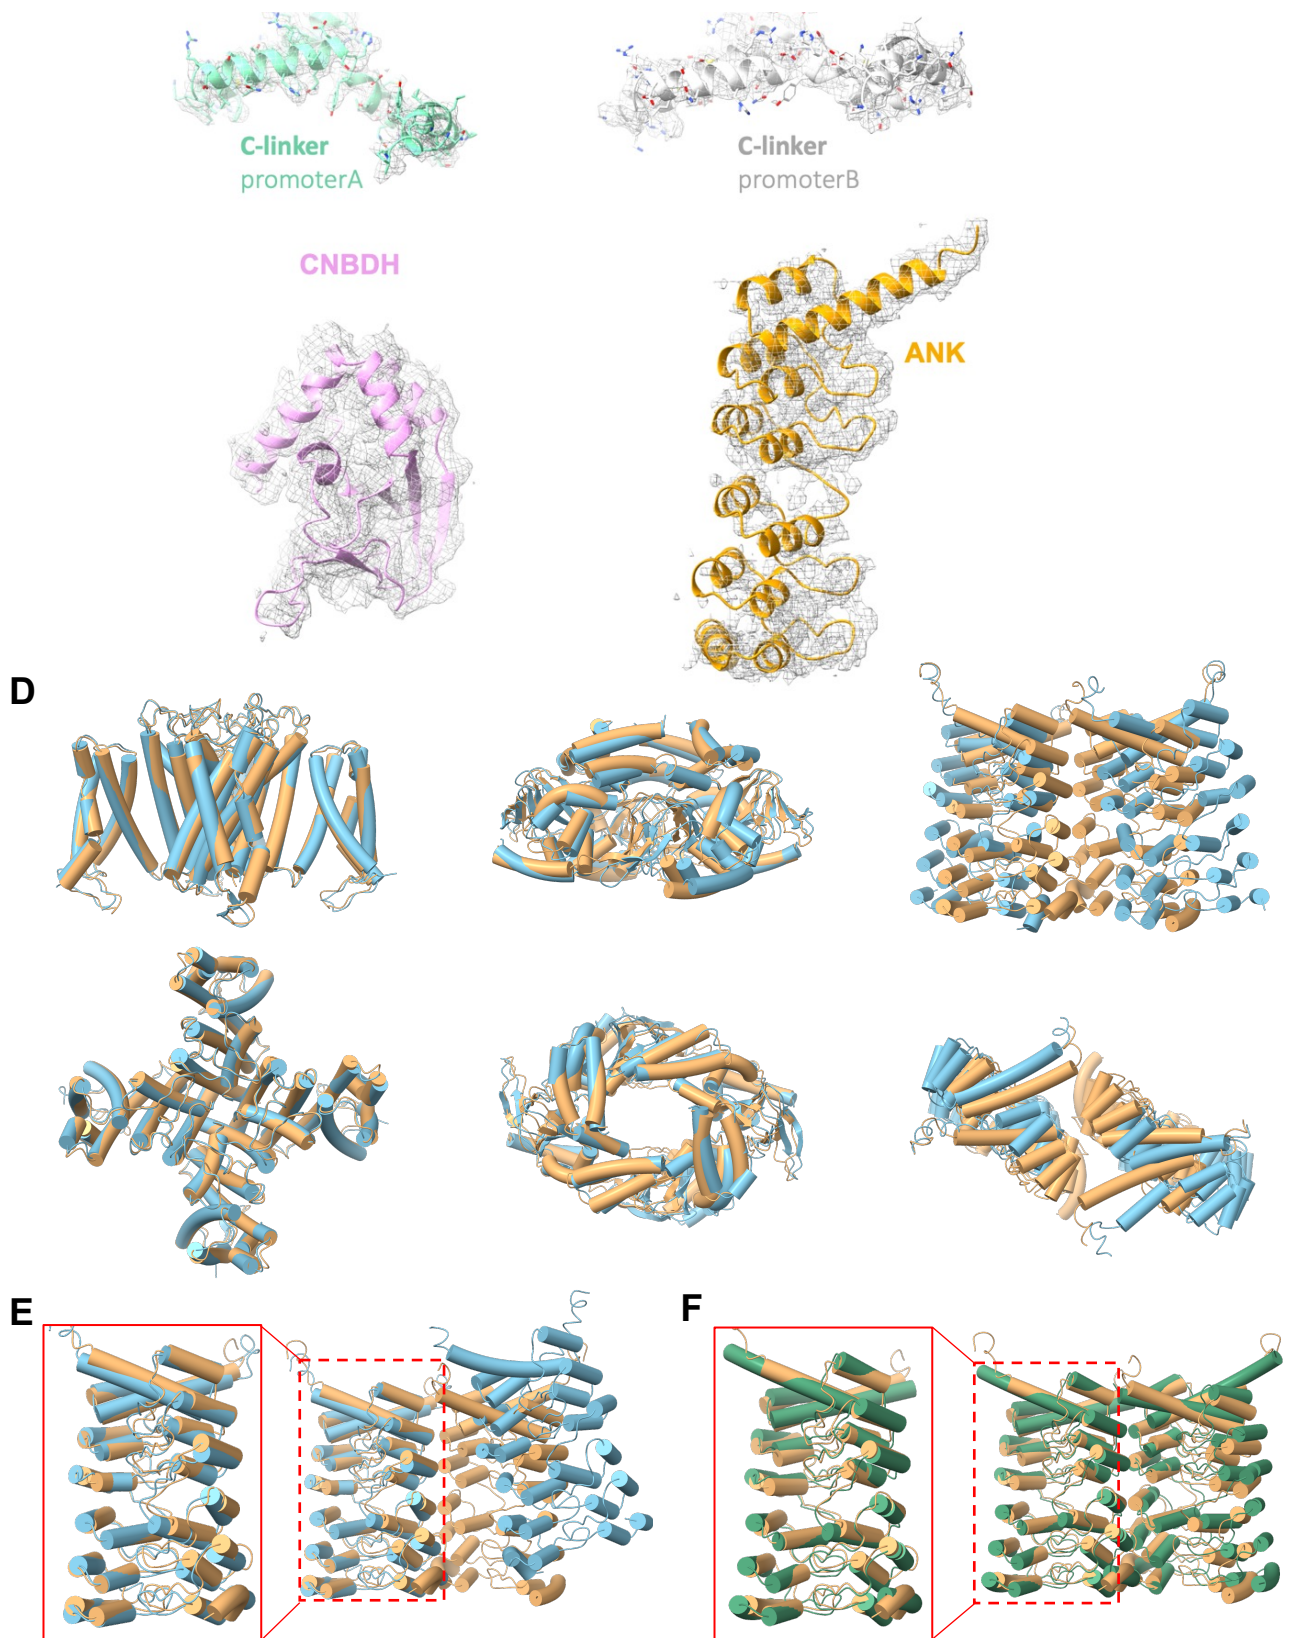 C-linker
promoterA
C-linker
promoterB
CNBDH
ANK
D
E
F